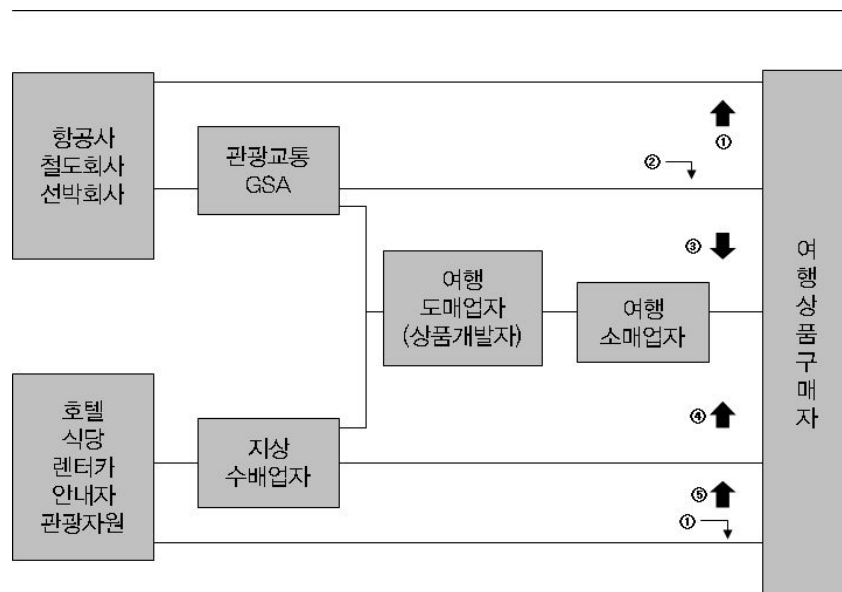 항공사
철도회사
선박회사
관광교통
GSA
①
②
③
여행
도매업자
(상품개발자)
여행
소매업자
여
행
상
품
구
매
자
호텔
식당
렌터카
안내자
관광자원
지상
수배업자
④
⑤
①